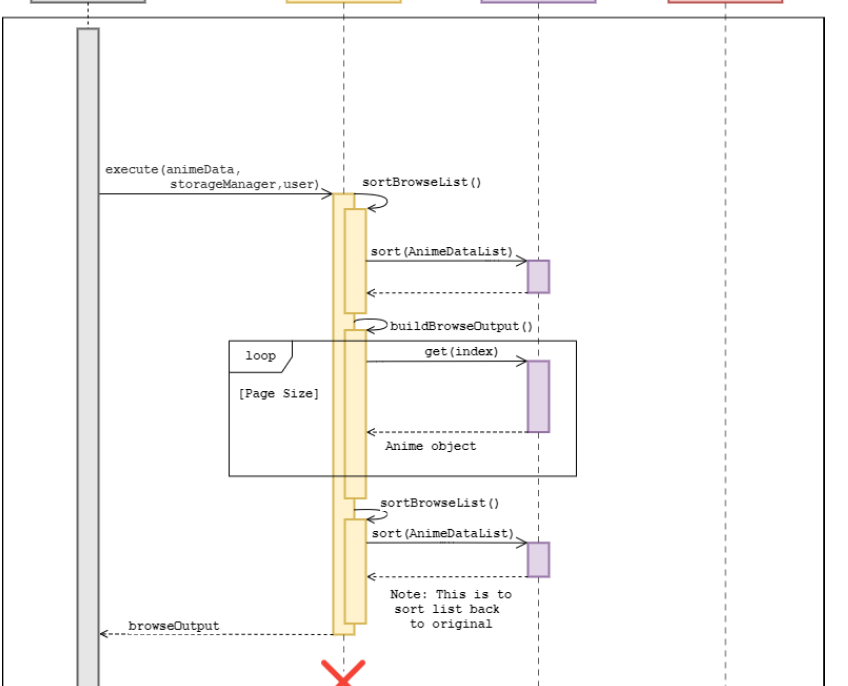 execute(animeData,
storageManager,user)
sortBrowseList()
sort(AnimeDataList)
buildBrowseOutput()
loop
get(index)
[Page Size]
Anime object
sortBrowseList()
sort(AnimeDataList)
Note: This is to
sort list back
to original
browseOutput